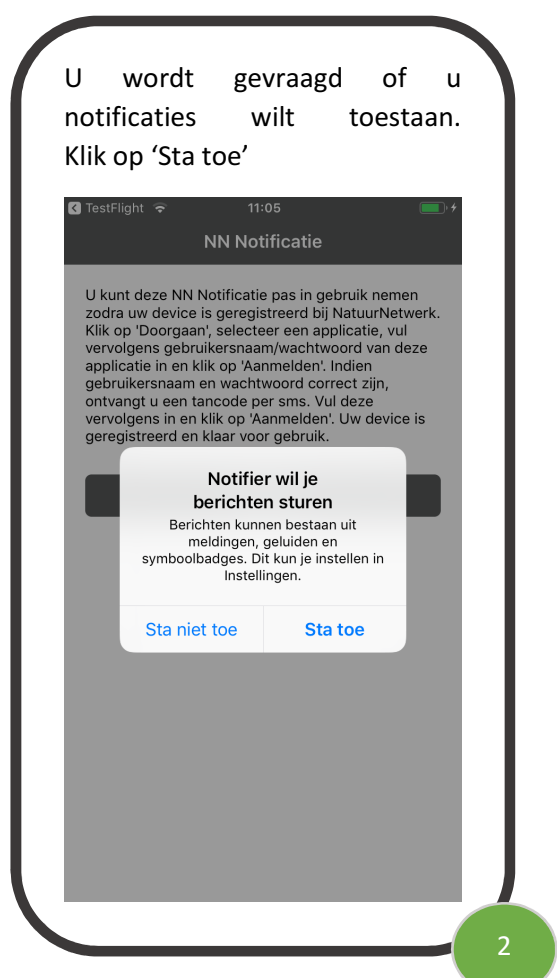 U wordt gevraagd of u
notificaties wilt toestaan.
Klik op ‘Sta toe’
TestFlight 11:05
NN Notificatie
U kunt deze NN Notificatie pas in gebruik nemen
zodra uw device is geregistreerd bij NatuurNetwerk.
Klik op 'Doorgaan', selecteer een applicatie, vul
vervolgens gebruikersnaam/wachtwoord van deze
applicatie in en klik op 'Aanmelden'. Indien
gebruikersnaam en wachtwoord correct zijn,
ontvangt u een tancode per sms. Vul deze
vervolgens in en klik op 'Aanmelden'. Uw device is
geregistreerd en klaar voor gebruik.
Notifier wil je
berichten sturen
Berichten kunnen bestaan uit
meldingen, geluiden en
symboolbadges. Dit kun je instellen in
Instellingen.
Sta niet toe Sta toe
2